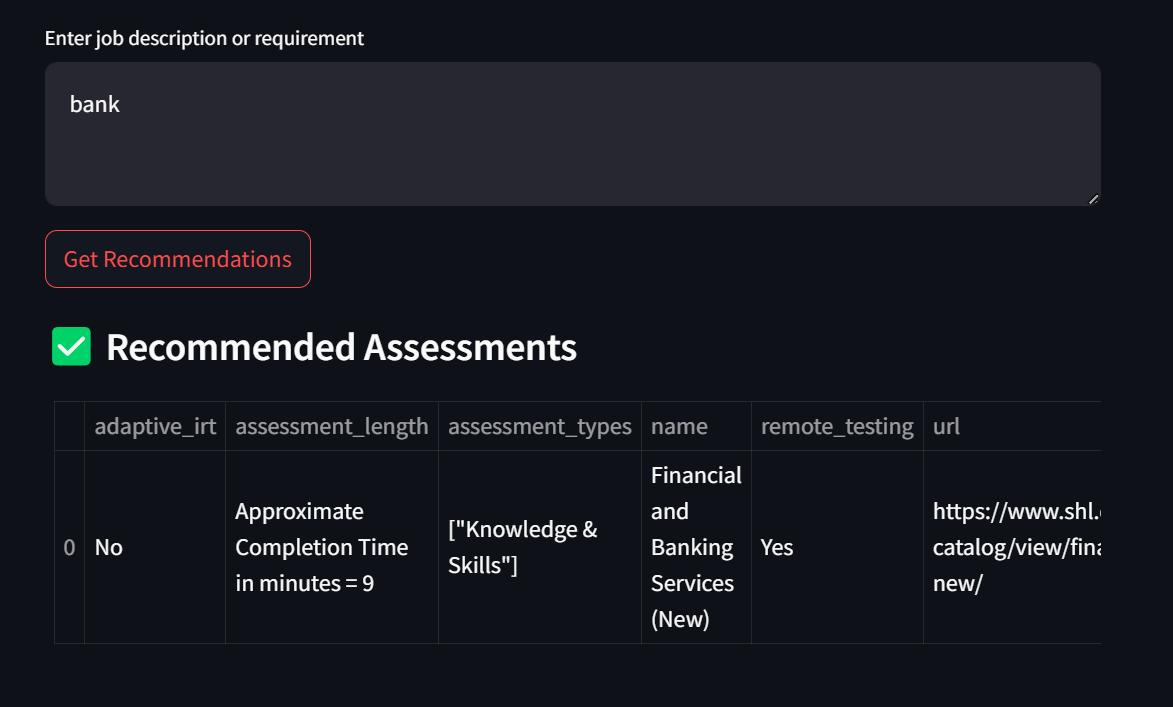 Enter job description or requirement
bank
Get Recommendations
Recommended Assessments
adaptive_irt assessment_length assessment_types name remote_testing url
0 No
Approximate
Completion Time
in minutes = 9
["Knowledge &
Skills"]
Financial
and
Banking
Services
(New)
Yes
https://www.shl.
catalog/view/fina
new/